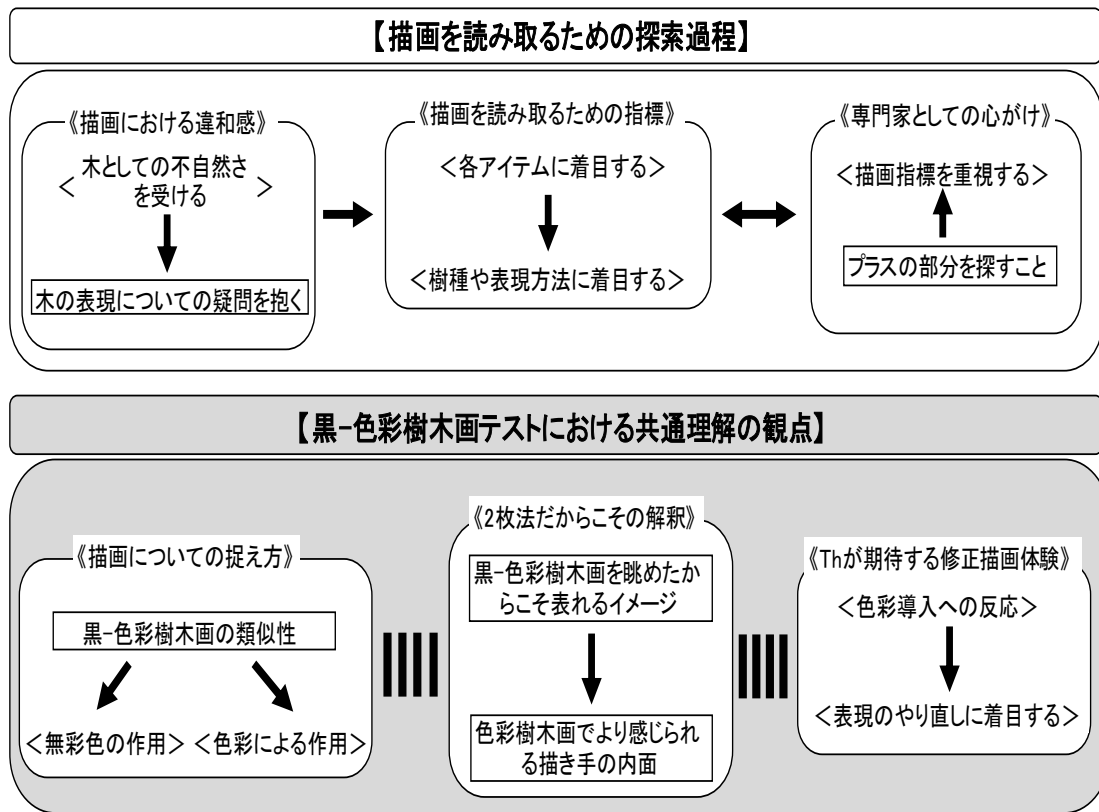 【描画を読み取るための探索過程】
《描画における違和感》
＜木としての不自然さ
を受ける＞
木の表現についての疑問を抱く
《描画を読み取るための指標》
＜各アイテムに着目する＞
＜樹種や表現方法に着目する＞
《専門家としての心がけ》
＜描画指標を重視する＞
プラスの部分を探すこと
【黒-色彩樹木画テストにおける共通理解の観点】
《描画についての捉え方》
黒-色彩樹木画の類似性
＜無彩色の作用＞ ＜色彩による作用＞
《2枚法だからこその解釈》
黒-色彩樹木画を眺めたか
らこそ表れるイメージ
色彩樹木画でより感じられ
る描き手の内面
《Thが期待する修正描画体験》
＜色彩導入への反応＞
＜表現のやり直しに着目する＞